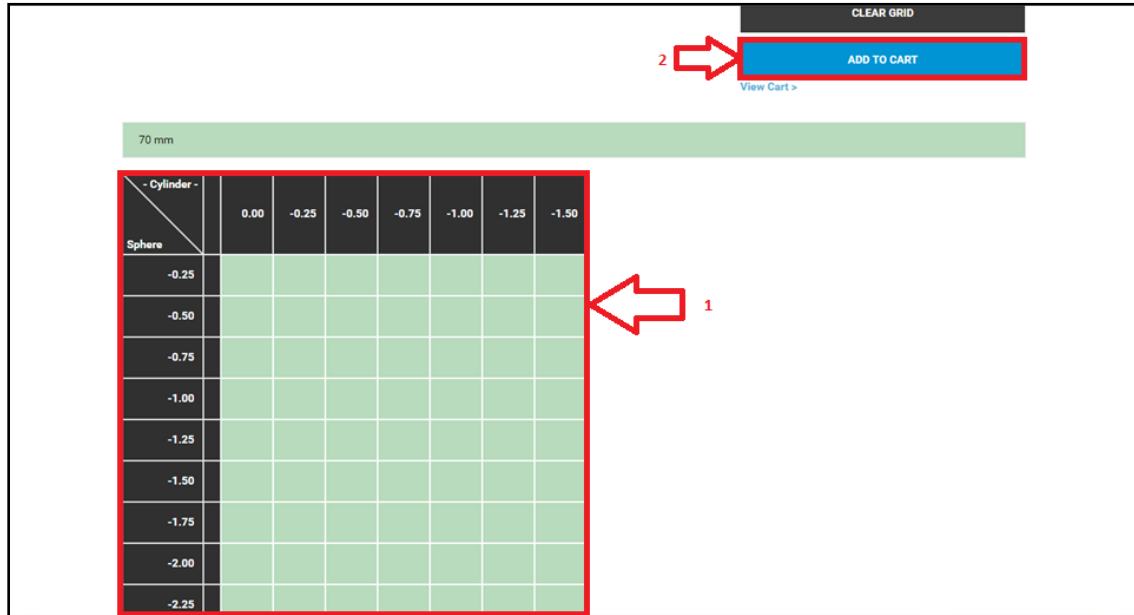 CLEAR GRID
2
ADD TO CART
View Cart >
70 mm
- Cylinder -
Sphere
0.00 -0.25 -0.50 -0.75 -1.00 -1.25 -1.50
-0.25
-0.50
1
-0.75
-1.00
-1.25
-1.50
-1.75
-2.00
-2.25